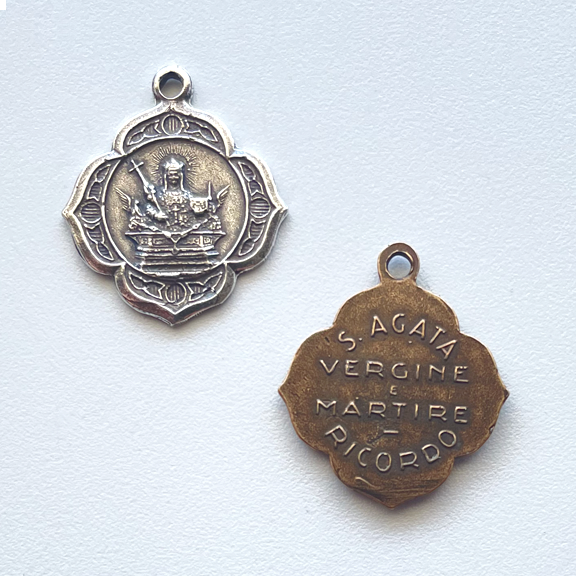 S. AGATA
VERGINE
E
MARTIRE
–
RICORDO